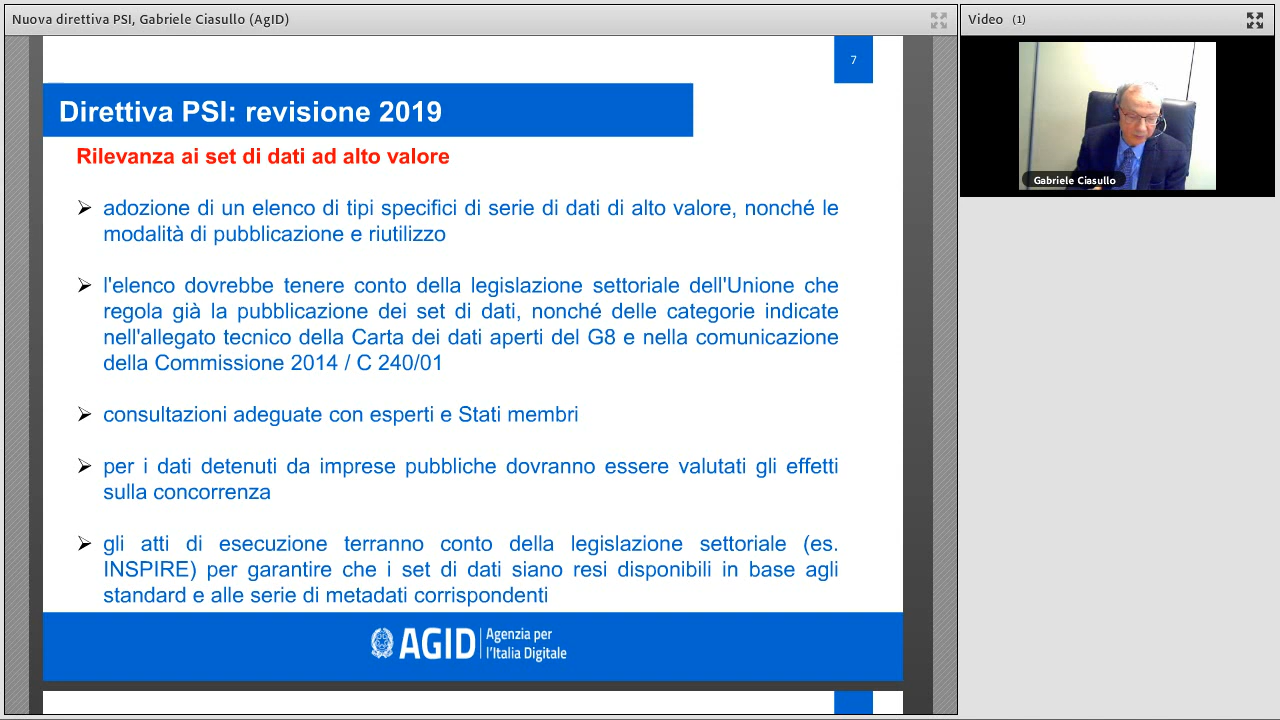 Nuova direttiva PSI, Gabriele Ciasullo (AgID)
Video (1)
7
Direttiva PSI: revisione 2019
Rilevanza ai set di dati ad alto valore
adozione di un elenco di tipi specifici di serie di dati di alto valore, nonché le
modalità di pubblicazione e riutilizzo
l'elenco dovrebbe tenere conto della legislazione settoriale dell'Unione che
regola già la pubblicazione dei set di dati, nonché delle categorie indicate
nell'allegato tecnico della Carta dei dati aperti del G8 e nella comunicazione
della Commissione 2014 / C 240/01
consultazioni adeguate con esperti e Stati membri
per i dati detenuti da imprese pubbliche dovranno essere valutati gli effetti
sulla concorrenza
gli atti di esecuzione terranno conto della legislazione settoriale (es.
INSPIRE) per garantire che i set di dati siano resi disponibili in base agli
standard e alle serie di metadati corrispondenti
AGID
Agenzia per
l'Italia Digitale
Gabriele Ciasullo